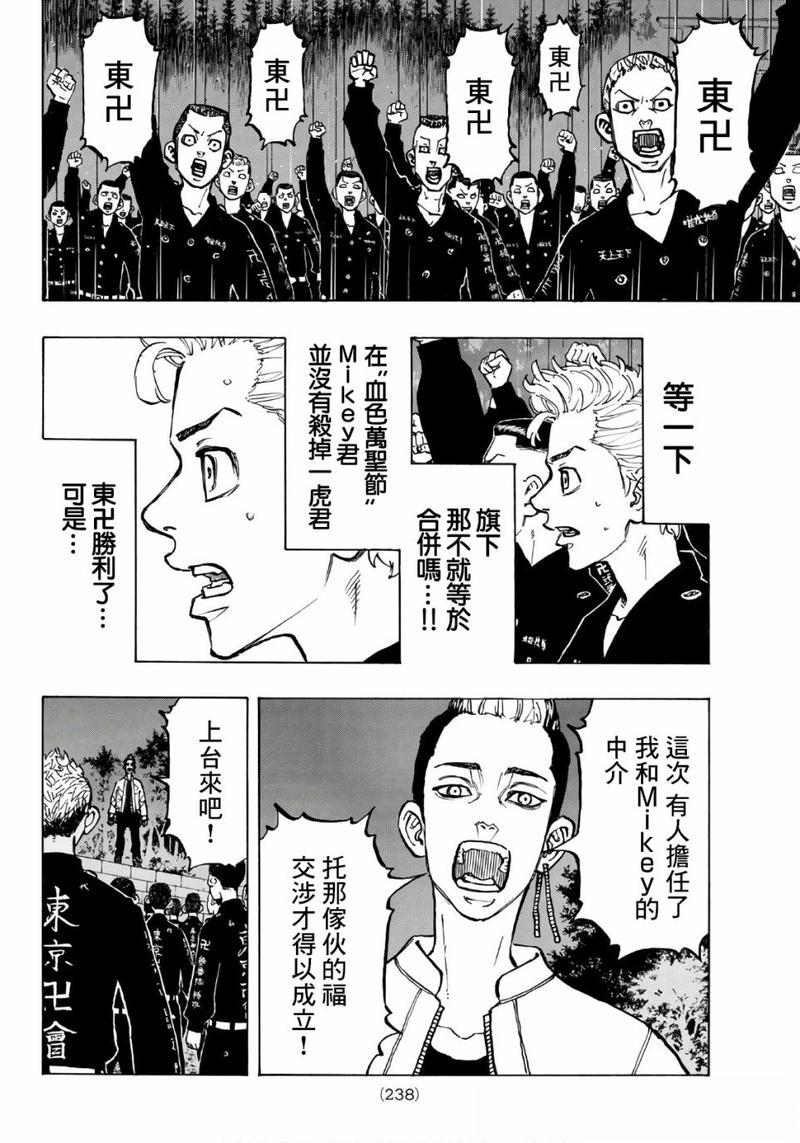 東卍
東卍
東卍
東卍
等一下
旗下
那不就等於
合併嗎…!!
在"血色萬聖節"
Mikey君
並沒有殺掉一虎君
東卍勝利了…
可是…
這次 有人擔任了
我和Mikey的
中介
托那傢伙的福
交涉才得以成立！
上台來吧！
東京卍會
天上天下
(238)